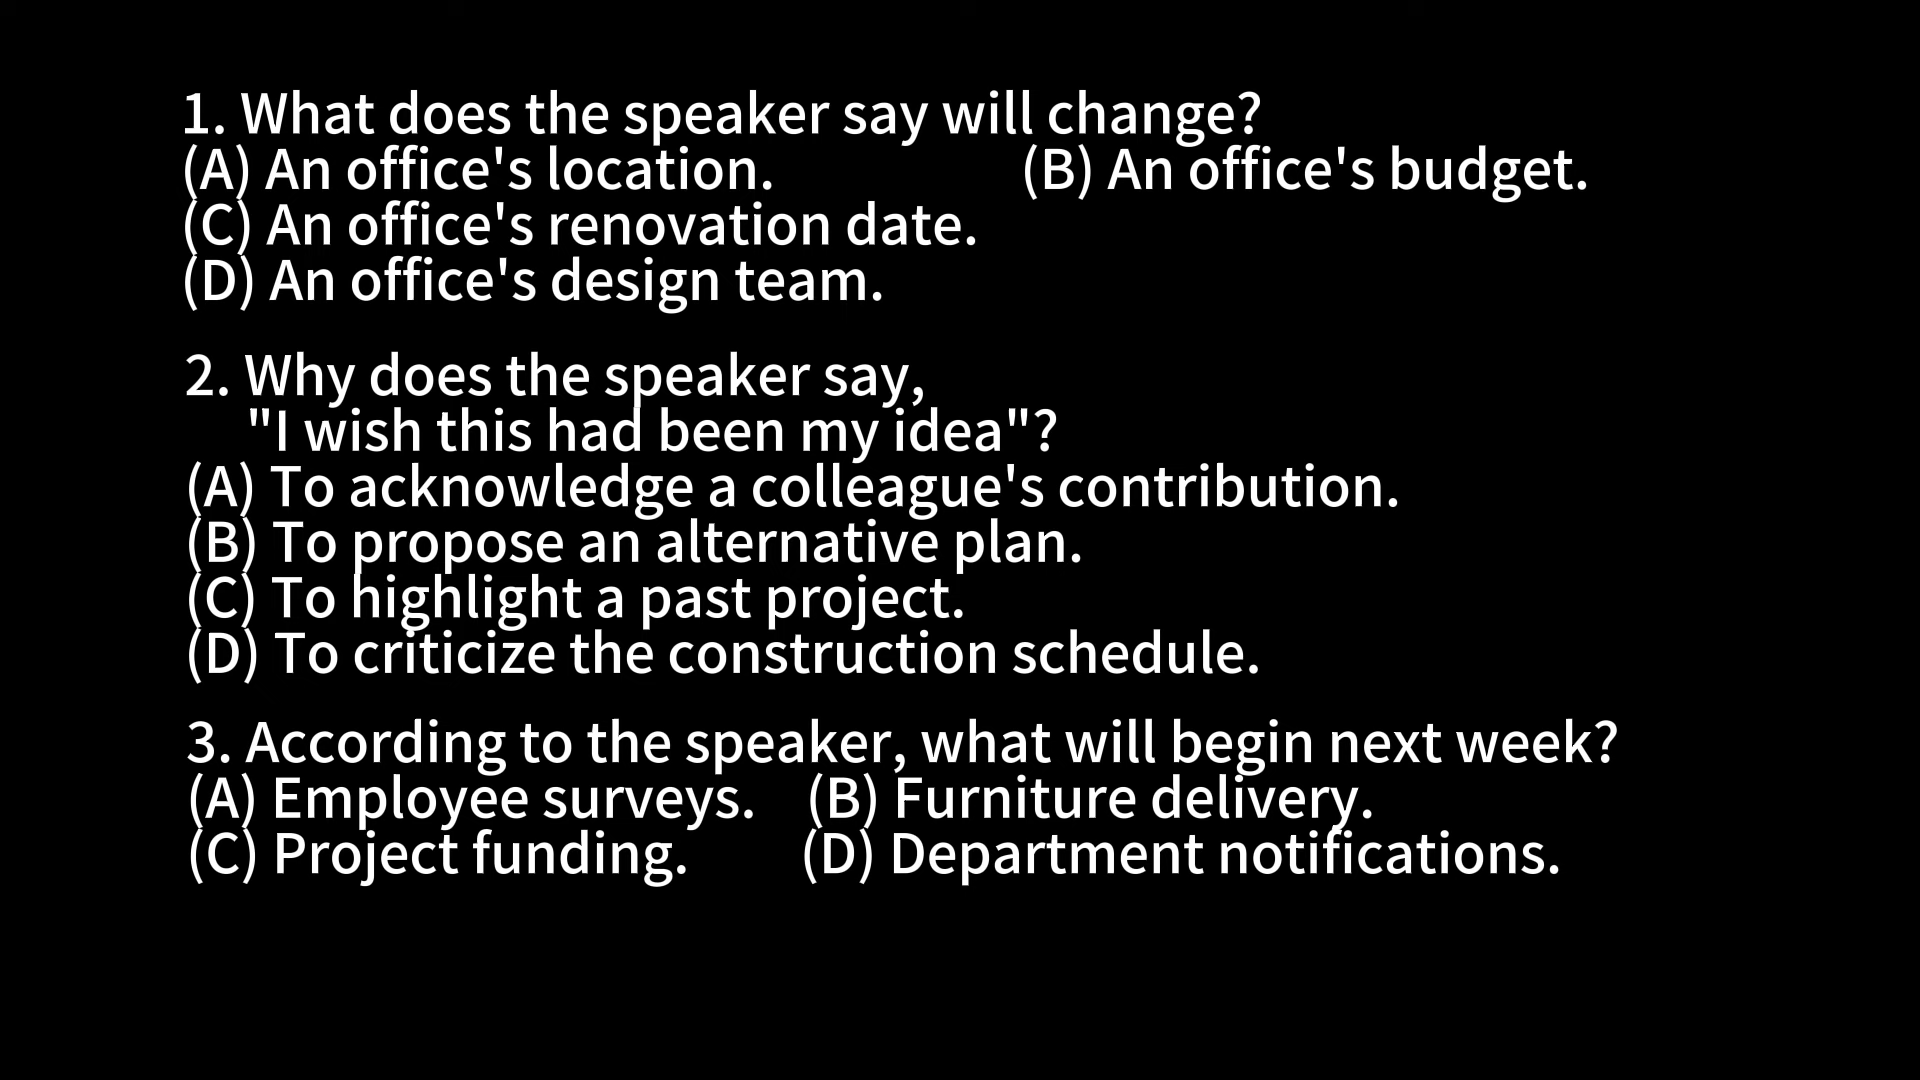 1. What does the speaker say will change?
(A) An office's location. (B) An office's budget.
(C) An office's renovation date.
(D) An office's design team.
2. Why does the speaker say,
"I wish this had been my idea"?
(A) To acknowledge a colleague's contribution.
(B) To propose an alternative plan.
(C) To highlight a past project.
(D) To criticize the construction schedule.
3. According to the speaker, what will begin next week?
(A) Employee surveys. (B) Furniture delivery.
(C) Project funding. (D) Department notifications.